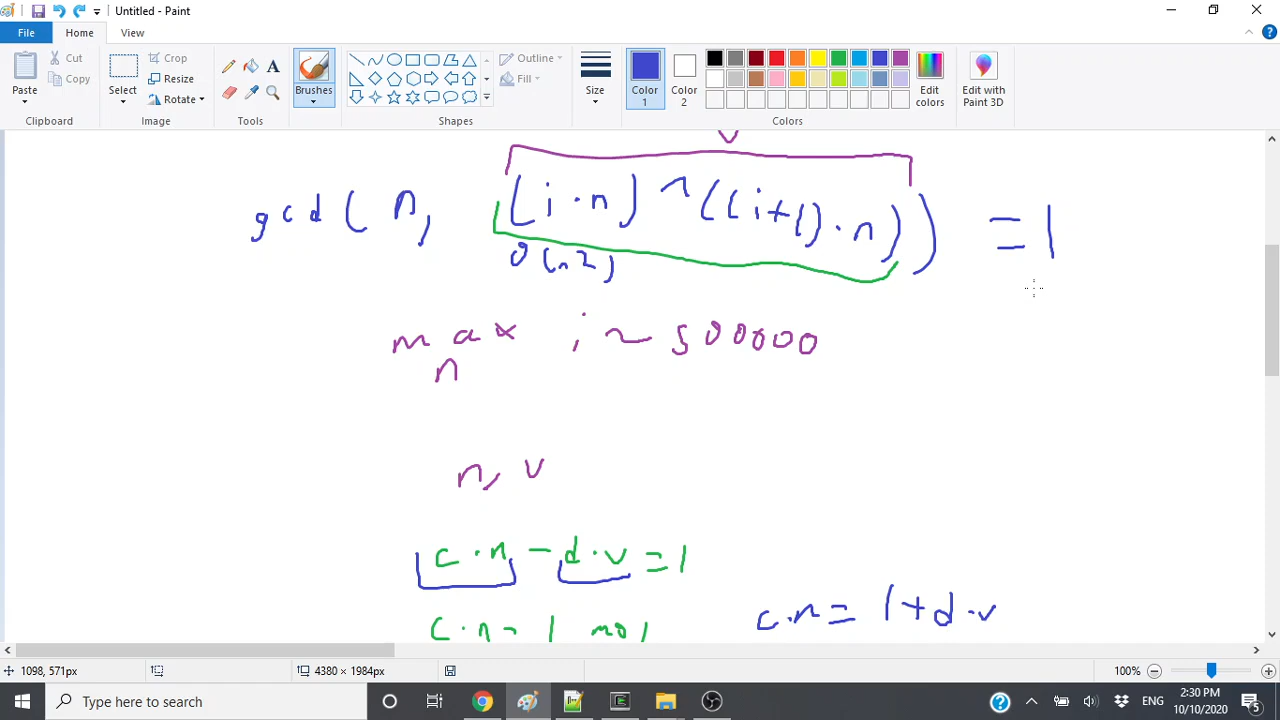 Untitled - Paint
File Home View
Paste
Cut
Copy
Clipboard
Select
Crop
Resize
Rotate
Image
Tools
Brushes
Shapes
Outline
Fill
Size
Color 1
Color 2
Colors
Edit colors
Edit with Paint 3D
v
gcd(n, (i·n) ^ ((i+1)·n)) = 1
O(n2)
max i ~ 500000
n
n, v
c·n - d·v = 1
c·n = 1 + d·v
c·n = 1 mod
1098, 571px 4380 × 1984px 100%
Type here to search
ENG 2:30 PM
10/10/2020 5